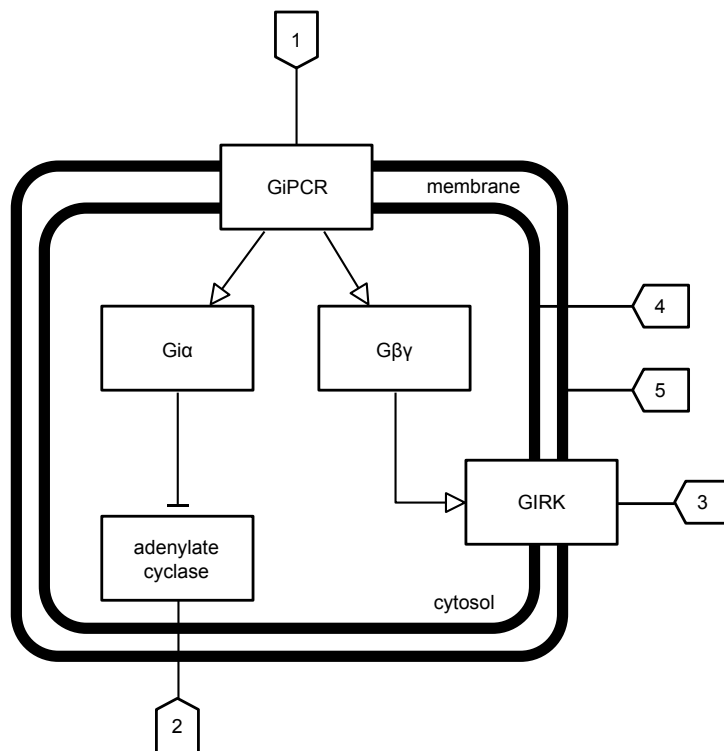 1
GiPCR
membrane
4
Giα
Gβγ
5
GIRK
3
adenylate
cyclase
cytosol
2